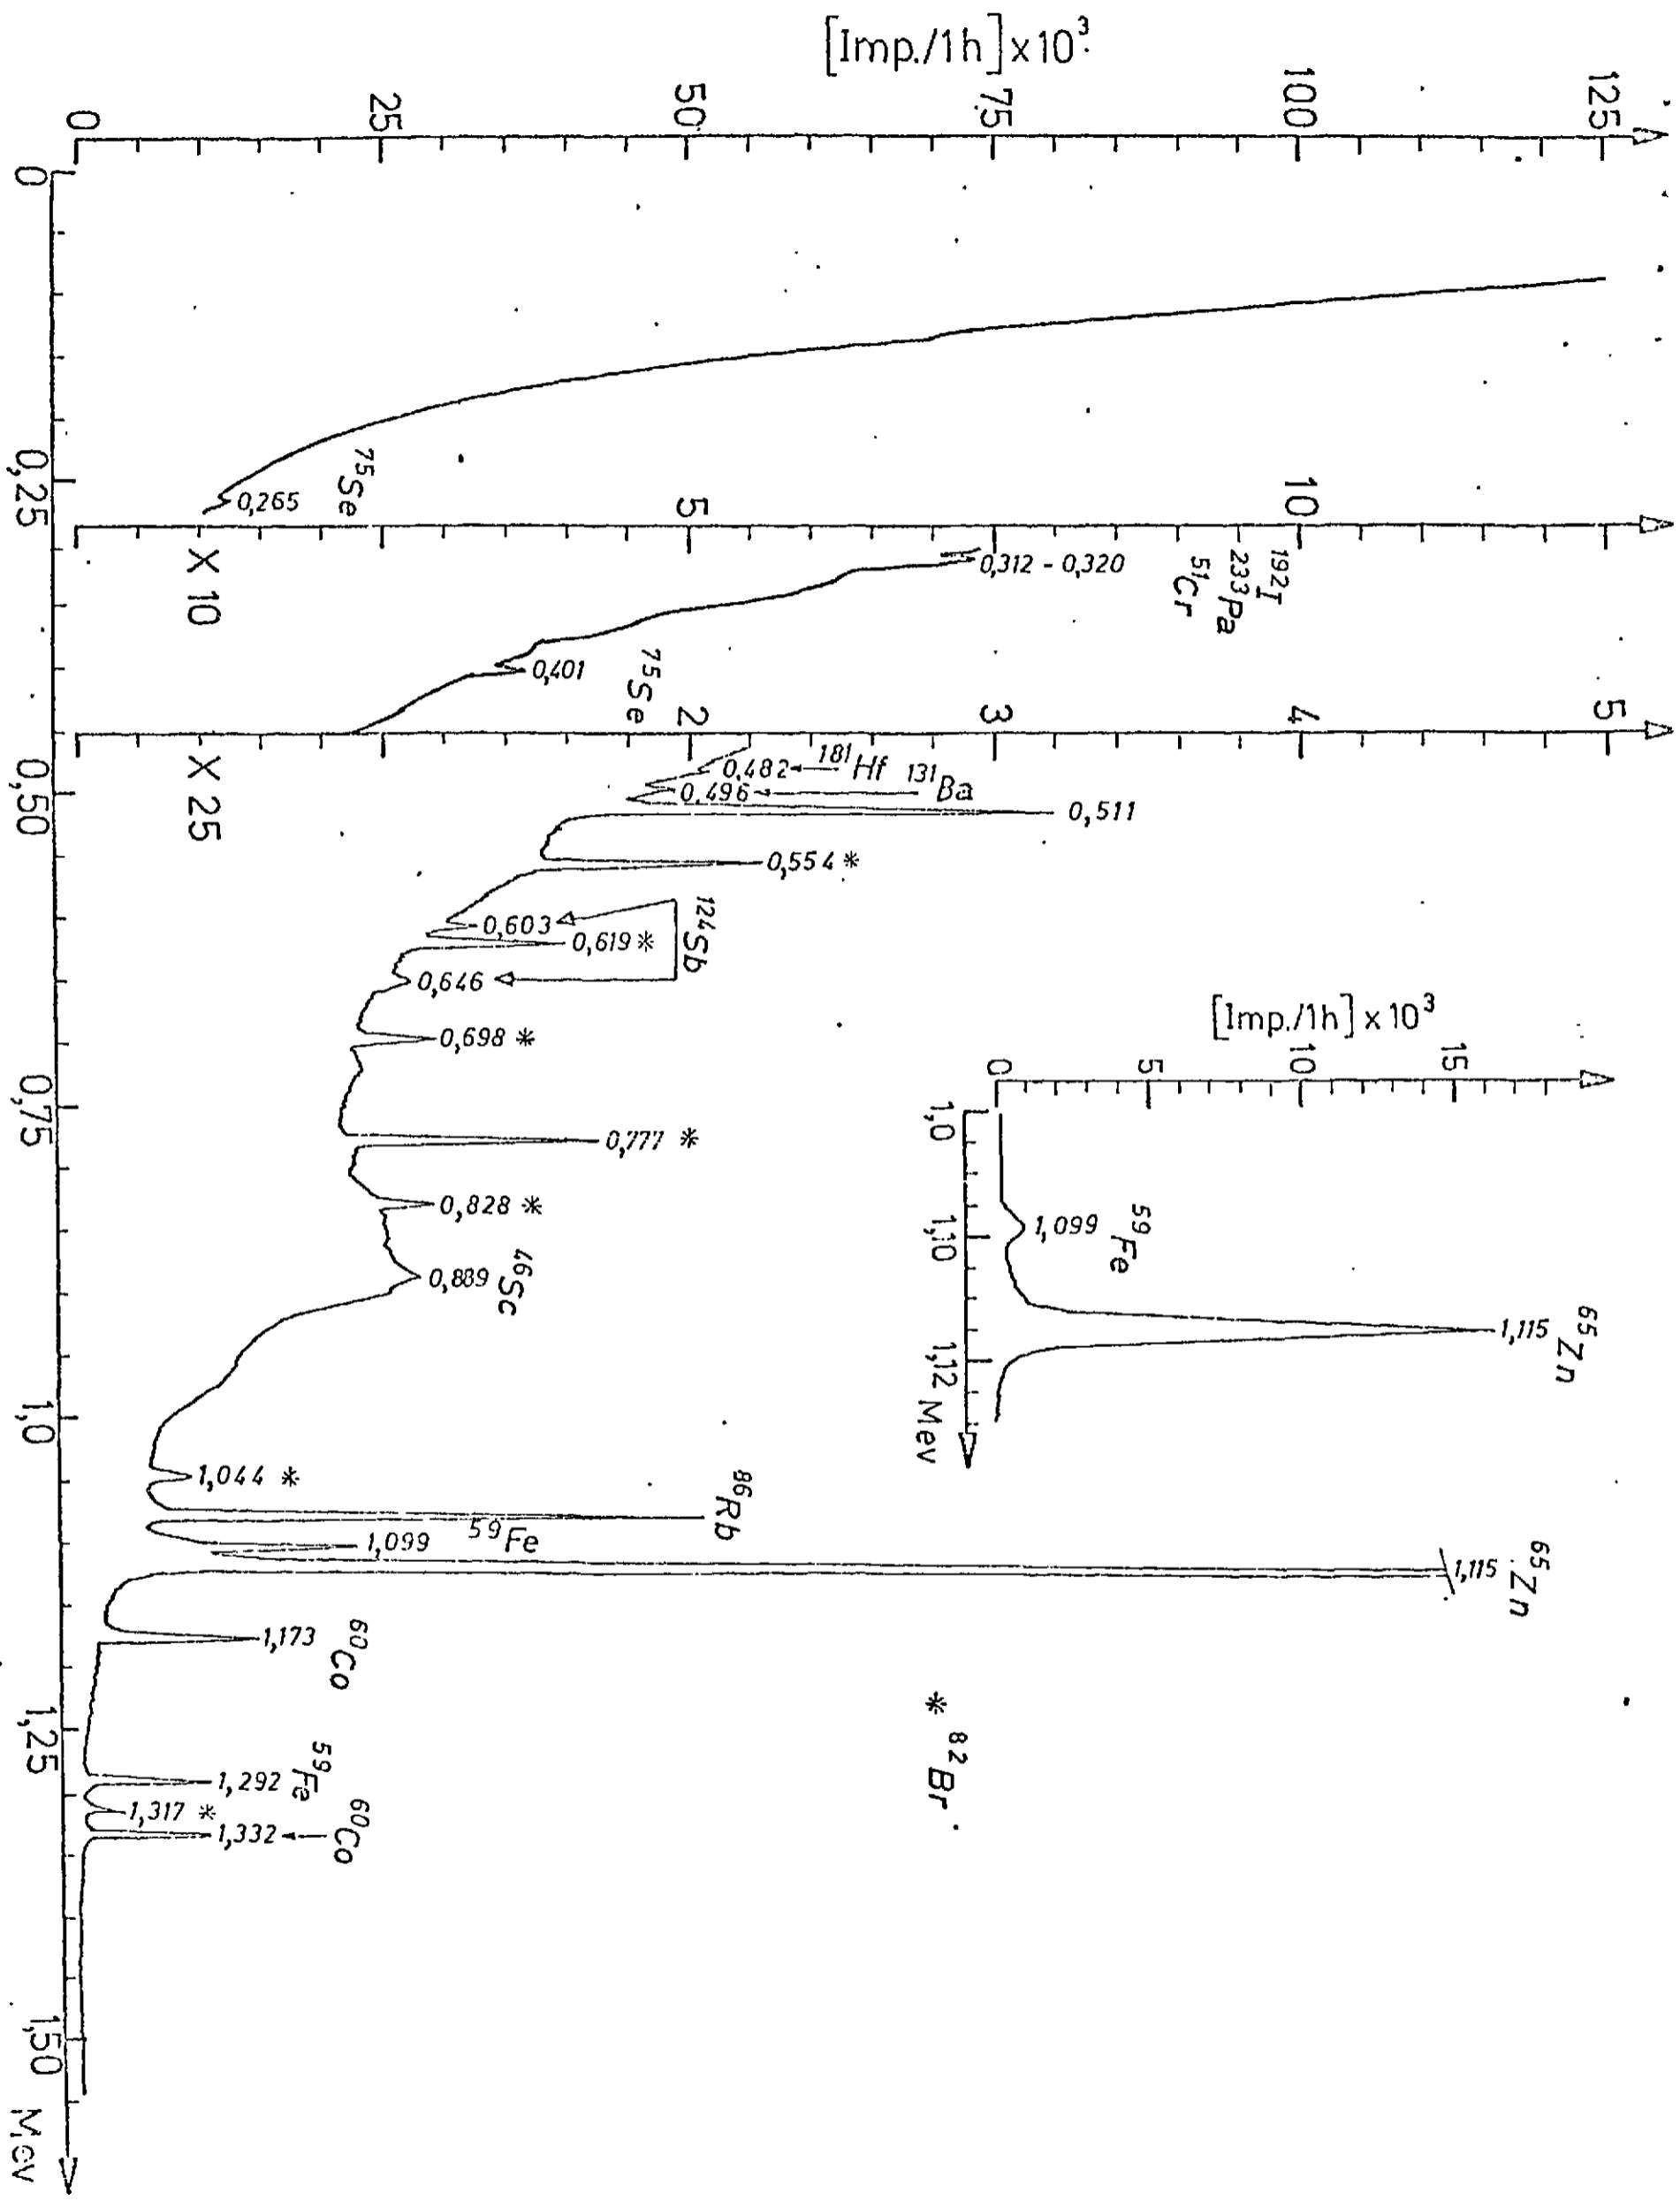 [Imp./1h] x 10³
125
100
75
50
25
0
0
0,25
0,50
0,75
1,0
1,25
1,50
Mev
0,265
⁷⁵Se
X 10
10
5
0,312 - 0,320
¹⁹²I
²³³Pa
⁵¹Cr
0,401
⁷⁵Se
X 25
5
4
3
2
0,482 ¹⁸¹Hf
0,496 ¹³¹Ba
0,511
0,554 *
0,603
¹²⁴Sb
0,619 *
0,646
0,698 *
0,777 *
0,828 *
0,889 ⁴⁶Sc
1,044 *
⁸⁶Rb
1,099 ⁵⁹Fe
1,115 ⁶⁵Zn
1,173 ⁶⁰Co
1,292 ⁵⁹Fe
1,317 *
1,332 ⁶⁰Co
* ⁸²Br
[Imp./1h] x 10³
15
10
5
0
1,0
1,10
1,12
Mev
1,099 ⁵⁹Fe
1,115 ⁶⁵Zn